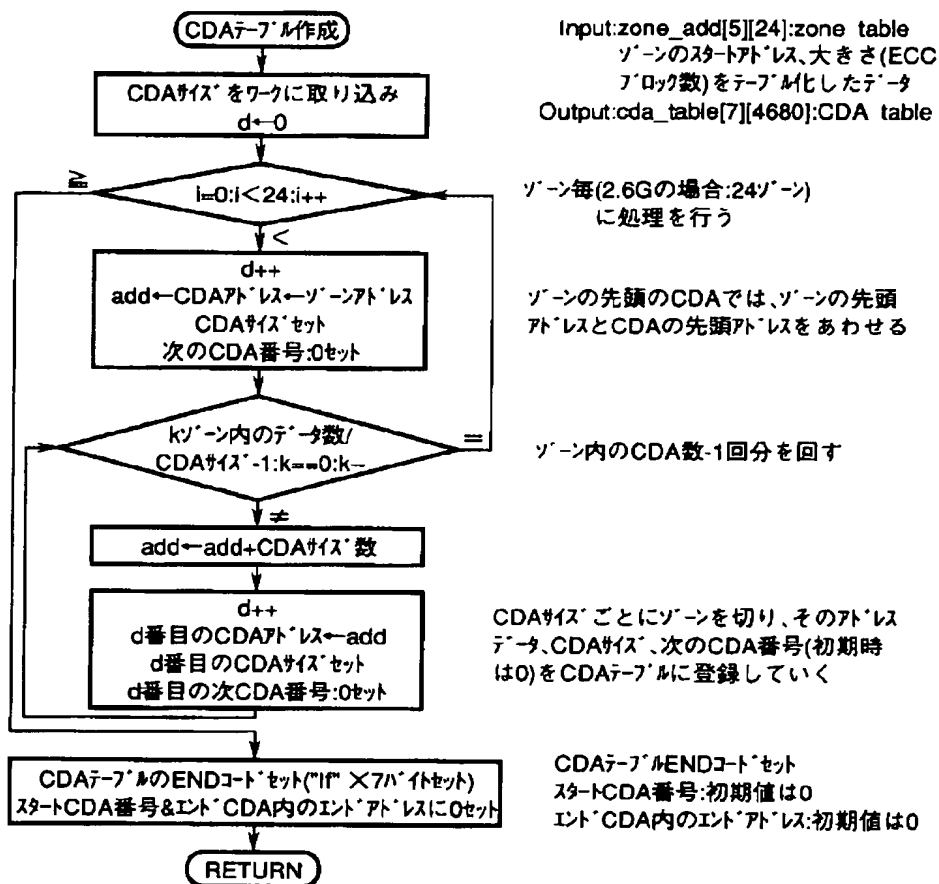 CDAﾃｰﾌﾞﾙ作成
Input:zone_add[5][24]:zone table
ｿﾞｰﾝのｽﾀｰﾄｱﾄﾞﾚｽ、大きさ(ECC
ﾌﾞﾛｯｸ数)をﾃｰﾌﾞﾙ化したﾃﾞｰﾀ
Output:cda_table[7][4680]:CDA table
CDAｻｲｽﾞをﾜｰｸに取り込み
d←0
≧
i=0:i<24:i++
<
ｿﾞｰﾝ毎(2.6Gの場合:24ｿﾞｰﾝ)
に処理を行う
d++
add←CDAｱﾄﾞﾚｽ←ｿﾞｰﾝｱﾄﾞﾚｽ
CDAｻｲｽﾞｾｯﾄ
次のCDA番号:0ｾｯﾄ
ｿﾞｰﾝの先頭のCDAでは、ｿﾞｰﾝの先頭
ｱﾄﾞﾚｽとCDAの先頭ｱﾄﾞﾚｽをあわせる
kｿﾞｰﾝ内のﾃﾞｰﾀ数/
CDAｻｲｽﾞ-1:k==0:k--
=
≠
ｿﾞｰﾝ内のCDA数-1回分を回す
add←add+CDAｻｲｽﾞ数
d++
d番目のCDAｱﾄﾞﾚｽ←add
d番目のCDAｻｲｽﾞｾｯﾄ
d番目の次CDA番号:0ｾｯﾄ
CDAｻｲｽﾞごとにｿﾞｰﾝを切り、そのｱﾄﾞﾚｽ
ﾃﾞｰﾀ、CDAｻｲｽﾞ、次のCDA番号(初期時
は0)をCDAﾃｰﾌﾞﾙに登録していく
CDAﾃｰﾌﾞﾙのENDｺｰﾄﾞｾｯﾄ("ff" ×7ﾊﾞｲﾄｾｯﾄ)
ｽﾀｰﾄCDA番号&ｴﾝﾄﾞCDA内のｴﾝﾄﾞｱﾄﾞﾚｽに0ｾｯﾄ
CDAﾃｰﾌﾞﾙENDｺｰﾄﾞｾｯﾄ
ｽﾀｰﾄCDA番号:初期値は0
ｴﾝﾄﾞCDA内のｴﾝﾄﾞｱﾄﾞﾚｽ:初期値は0
RETURN